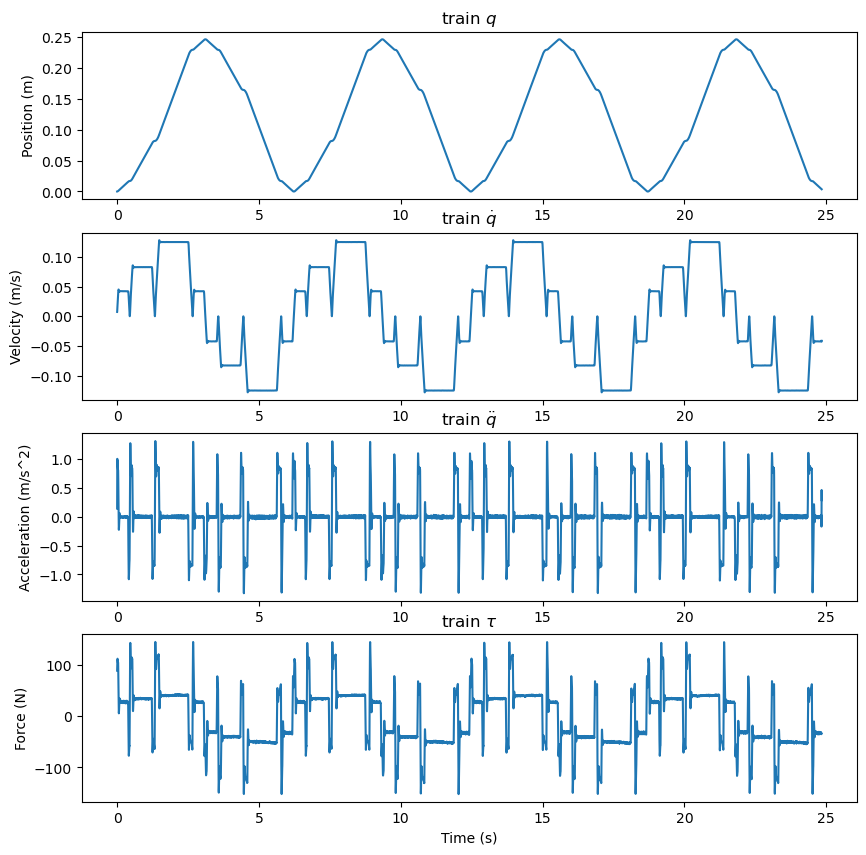 train q
Position (m)
0.25
0.20
0.15
0.10
0.05
0.00
0 5 10 15 20 25
train q̇
Velocity (m/s)
0.10
0.05
0.00
−0.05
−0.10
0 5 10 15 20 25
train q̈
Acceleration (m/s^2)
1.0
0.5
0.0
−0.5
−1.0
0 5 10 15 20 25
train τ
Force (N)
100
0
−100
0 5 10 15 20 25
Time (s)